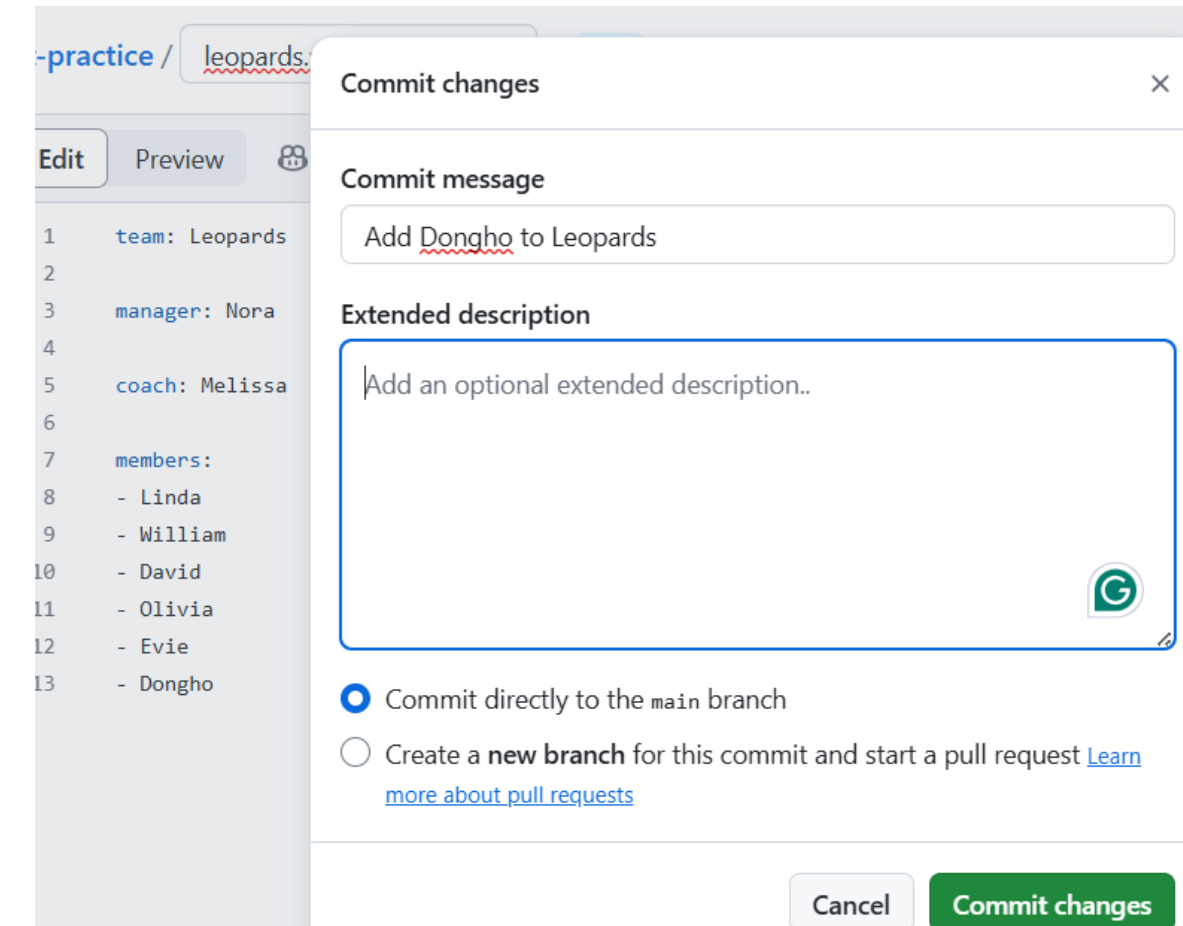 -practice / leopards.
Edit Preview
1 team: Leopards
2
3 manager: Nora
4
5 coach: Melissa
6
7 members:
8 - Linda
9 - William
10 - David
11 - Olivia
12 - Evie
13 - Dongho
Commit changes
Commit message
Add Dongho to Leopards
Extended description
Add an optional extended description..
Commit directly to the main branch
Create a new branch for this commit and start a pull request Learn
more about pull requests
Cancel Commit changes